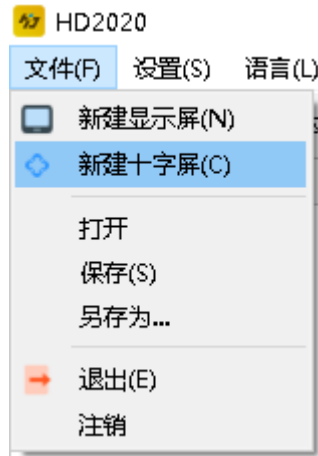 HD2020
文件(F) 设置(S) 语言(L)
新建显示屏(N)
新建十字屏(C)
打开
保存(S)
另存为...
退出(E)
注销